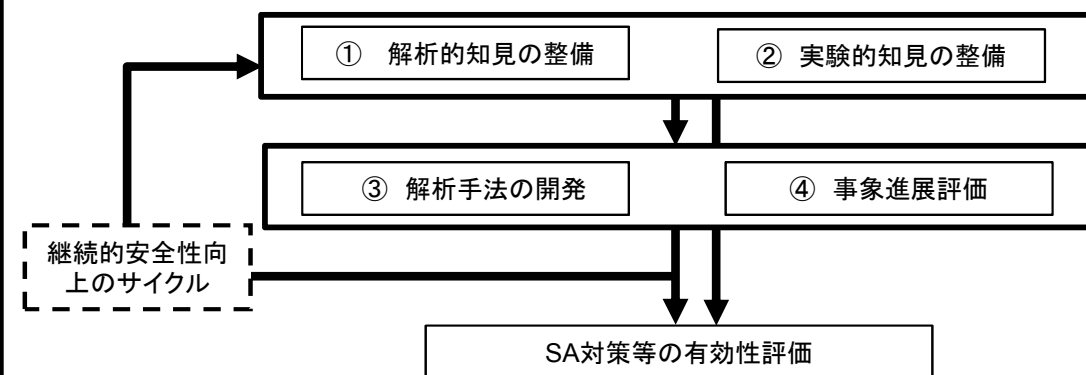 ① 解析的知見の整備
② 実験的知見の整備
③ 解析手法の開発
④ 事象進展評価
継続的安全性向
上のサイクル
SA対策等の有効性評価